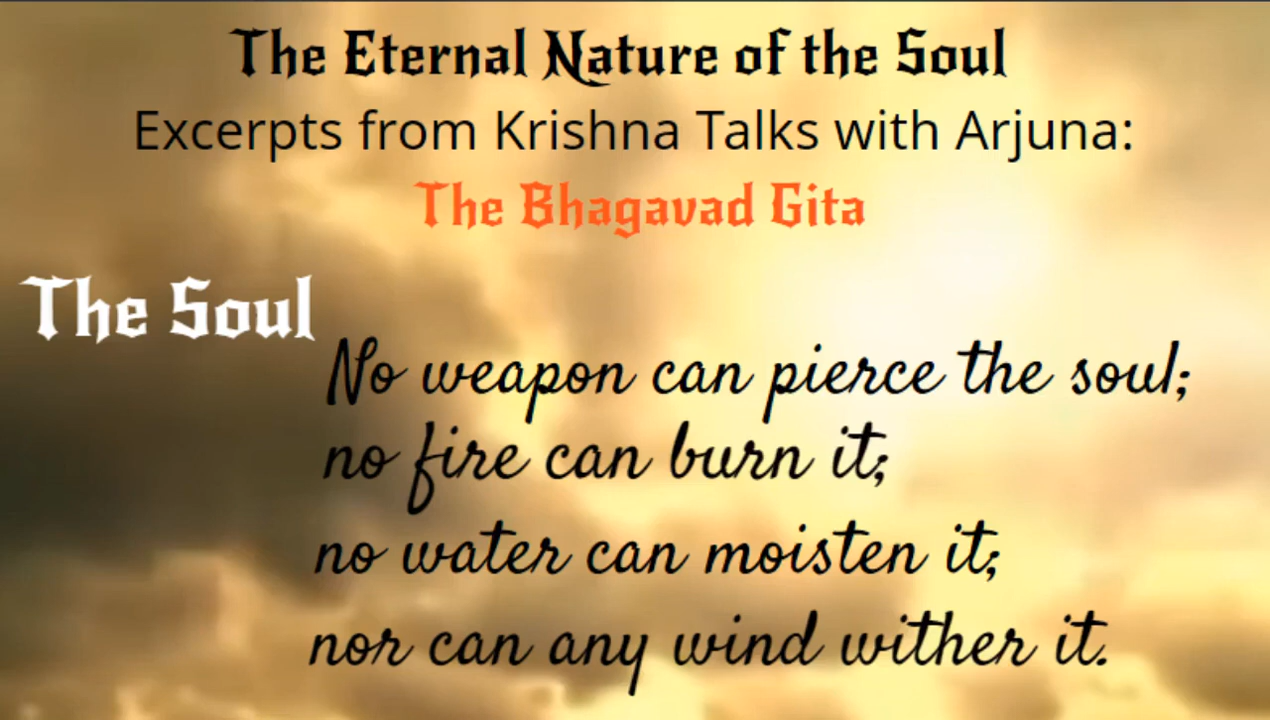 The Eternal Nature of the Soul
Excerpts from Krishna Talks with Arjuna:
The Bhagavad Gita
The Soul
No weapon can pierce the soul;
no fire can burn it;
no water can moisten it;
nor can any wind wither it.